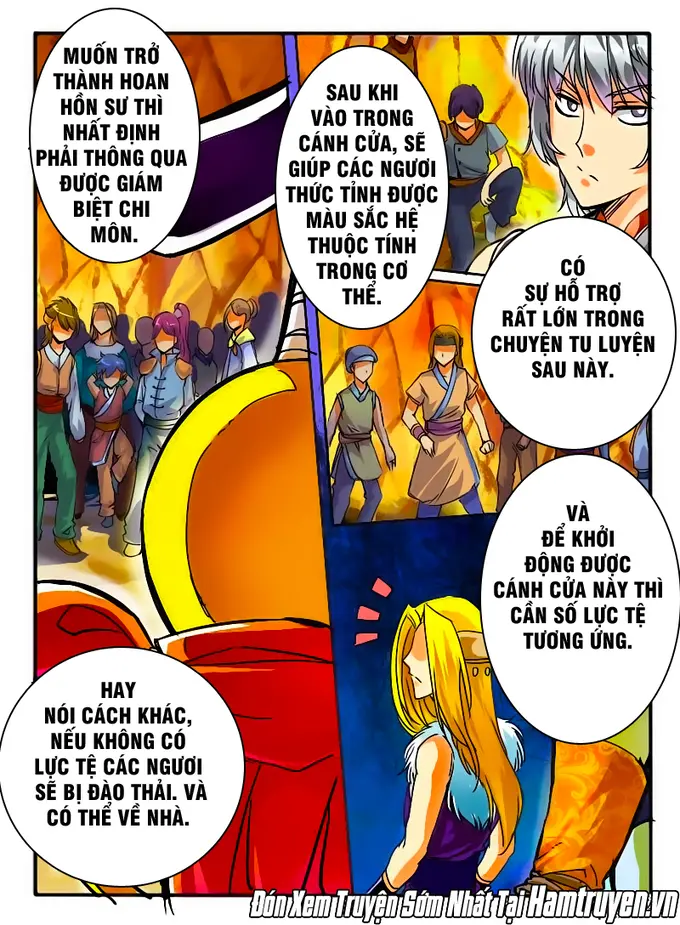 MUỐN TRỞ
THÀNH HOAN
HỒN SƯ THÌ
NHẤT ĐỊNH
PHẢI THÔNG QUA
ĐƯỢC GIÁM
BIỆT CHI
MÔN.
SAU KHI
VÀO TRONG
CÁNH CỬA, SẼ
GIÚP CÁC NGƯƠI
THỨC TỈNH ĐƯỢC
MÀU SẮC HỆ
THUỘC TÍNH
TRONG CƠ
THỂ.
CÓ
SỰ HỖ TRỢ
RẤT LỚN TRONG
CHUYỆN TU LUYỆN
SAU NÀY.
VÀ
ĐỂ KHỞI
ĐỘNG ĐƯỢC
CÁNH CỬA NÀY THÌ
CẦN SỐ LỰC TỆ
TƯƠNG ỨNG.
HAY
NÓI CÁCH KHÁC,
NẾU KHÔNG CÓ
LỰC TỆ CÁC NGƯƠI
SẼ BỊ ĐÀO THẢI. VÀ
CÓ THỂ VỀ NHÀ.
Đón Xem Truyện Sớm Nhất Tại Hamtruyen.vn